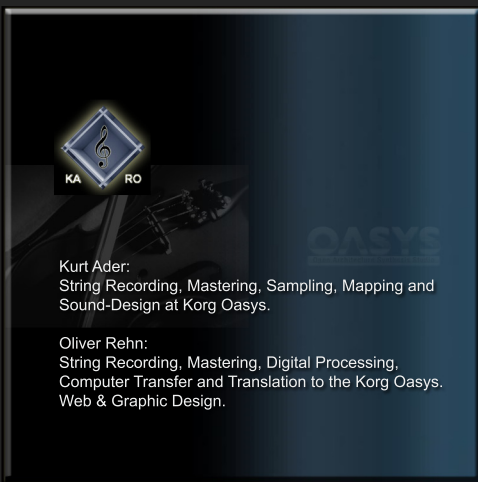 KA RO
OASYS
Kurt Ader:
String Recording, Mastering, Sampling, Mapping and
Sound-Design at Korg Oasys.
Oliver Rehn:
String Recording, Mastering, Digital Processing,
Computer Transfer and Translation to the Korg Oasys.
Web & Graphic Design.